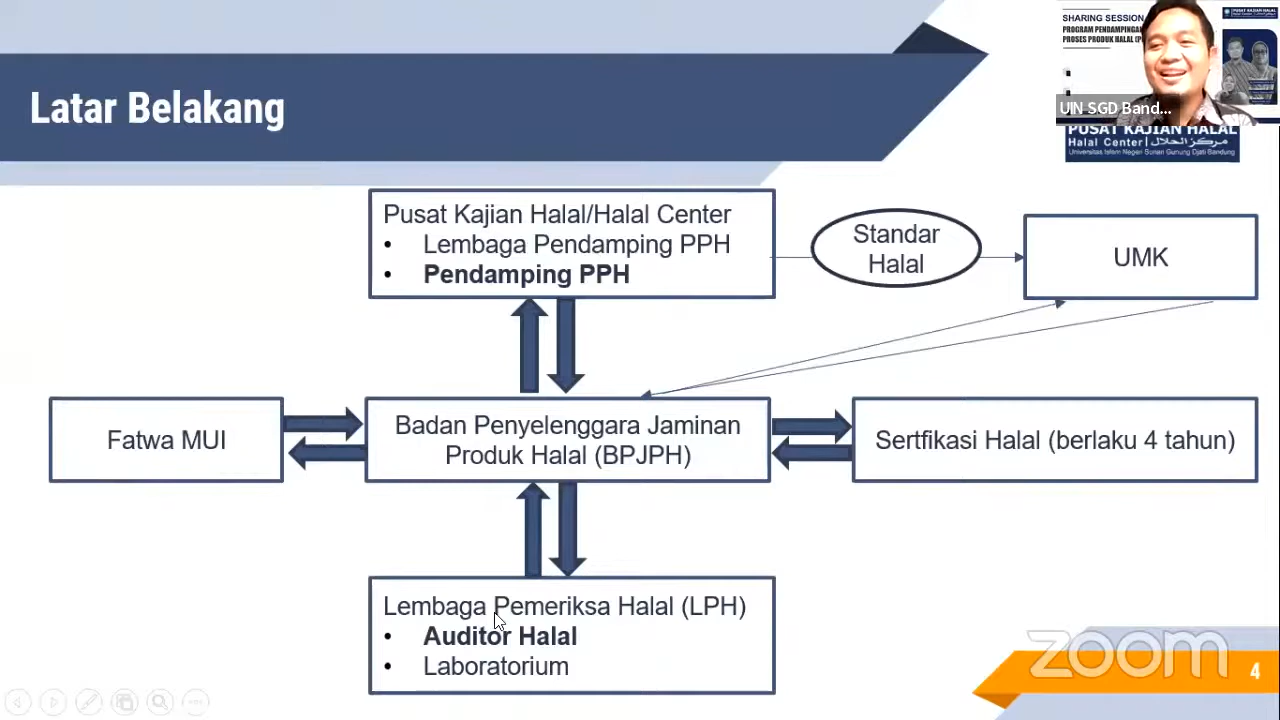 Latar Belakang
SHARING SESSION
PROGRAM PENDAMPINGA
PROSES PRODUK HALAL (P
PUSAT KAJIAN HALAL
UIN SGD Band...
PUSAT KAJIAN HALAL
Halal Center | مركز الحلال
Universitas Islam Negeri Sunan Gunung Djati Bandung
Pusat Kajian Halal/Halal Center
• Lembaga Pendamping PPH
• Pendamping PPH
Standar
Halal
UMK
Fatwa MUI
Badan Penyelenggara Jaminan
Produk Halal (BPJPH)
Sertfikasi Halal (berlaku 4 tahun)
Lembaga Pemeriksa Halal (LPH)
• Auditor Halal
• Laboratorium
zoom
4